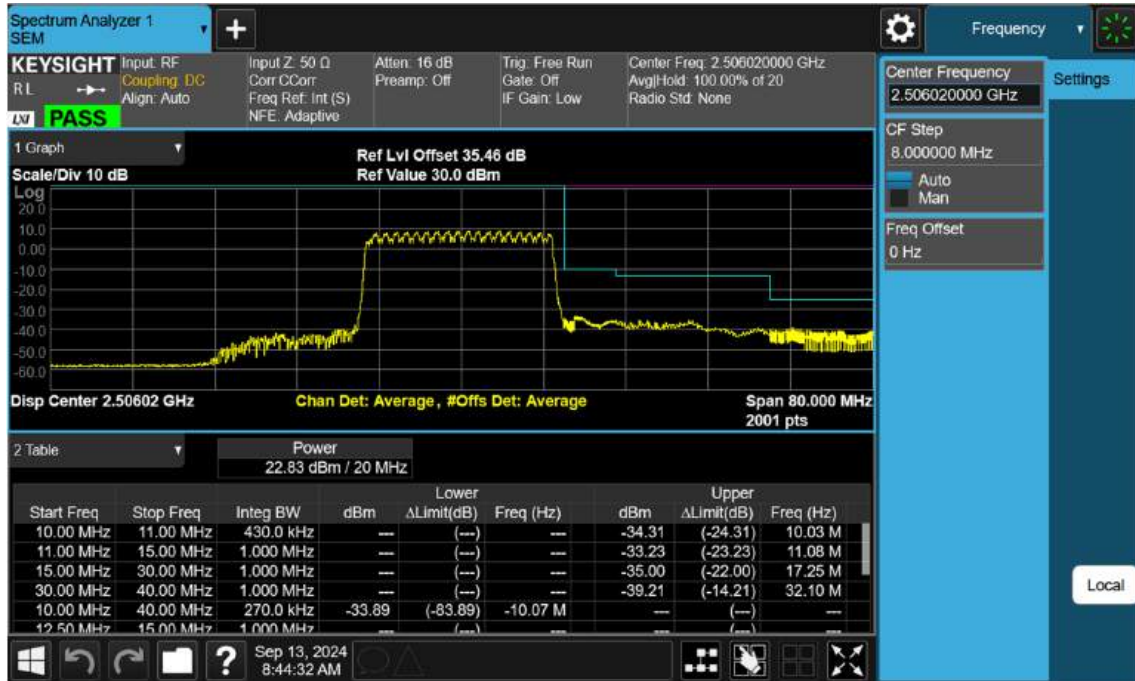 Spectrum Analyzer 1
SEM
Frequency
KEYSIGHT
R L
LXI
PASS
Input: RF
Coupling: DC
Align: Auto
Input Z: 50 Ω
Corr CCorr
Freq Ref: Int (S)
NFE: Adaptive
Atten: 16 dB
Preamp: Off
Trig: Free Run
Gate: Off
IF Gain: Low
Center Freq: 2.506020000 GHz
Avg|Hold: 100.00% of 20
Radio Std: None
Center Frequency
2.506020000 GHz
Settings
CF Step
8.000000 MHz
Auto
Man
Freq Offset
0 Hz
Local
1 Graph
Scale/Div 10 dB
Ref Lvl Offset 35.46 dB
Ref Value 30.0 dBm
Log
20.0
10.0
0.00
-10.0
-20.0
-30.0
-40.0
-50.0
-60.0
Disp Center 2.50602 GHz
Chan Det: Average, #Offs Det: Average
Span 80.000 MHz
2001 pts
2 Table
Power
22.83 dBm / 20 MHz
Lower Upper
Start Freq Stop Freq Integ BW dBm ΔLimit(dB) Freq (Hz) dBm ΔLimit(dB) Freq (Hz)
10.00 MHz 11.00 MHz 430.0 kHz --- (---) --- -34.31 (-24.31) 10.03 M
11.00 MHz 15.00 MHz 1.000 MHz --- (---) --- -33.23 (-23.23) 11.08 M
15.00 MHz 30.00 MHz 1.000 MHz --- (---) --- -35.00 (-22.00) 17.25 M
30.00 MHz 40.00 MHz 1.000 MHz --- (---) --- -39.21 (-14.21) 32.10 M
10.00 MHz 40.00 MHz 270.0 kHz -33.89 (-83.89) -10.07 M --- (---) ---
12.50 MHz 15.00 MHz 1.000 MHz --- (---) --- --- (---) ---
?
Sep 13, 2024
8:44:32 AM